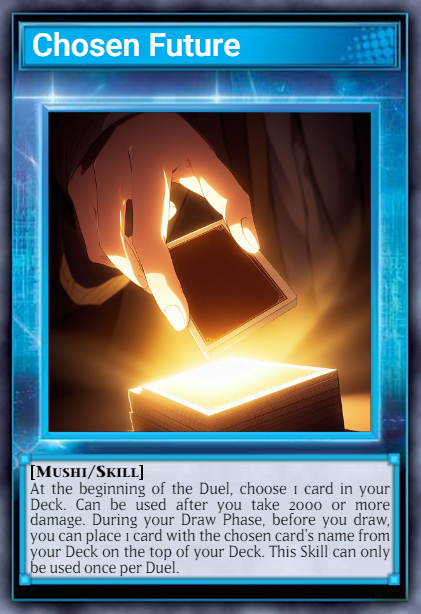 Chosen Future
[Mushi/Skill]
At the beginning of the Duel, choose 1 card in your
Deck. Can be used after you take 2000 or more
damage. During your Draw Phase, before you draw,
you can place 1 card with the chosen card's name from
your Deck on the top of your Deck. This Skill can only
be used once per Duel.